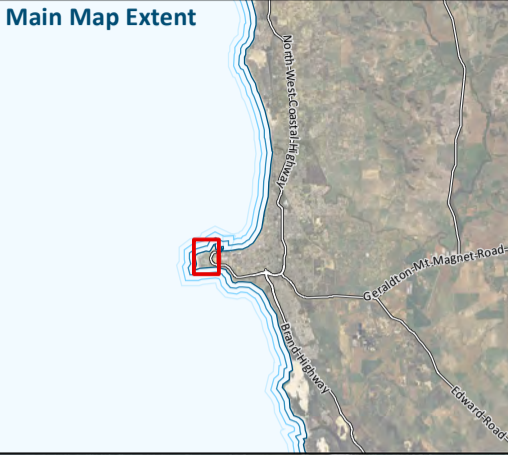 Main Map Extent
North-West-Coastal-Highway
Geraldton-Mt-Magnet-Road-
Brand-Highway
Edward-Road-